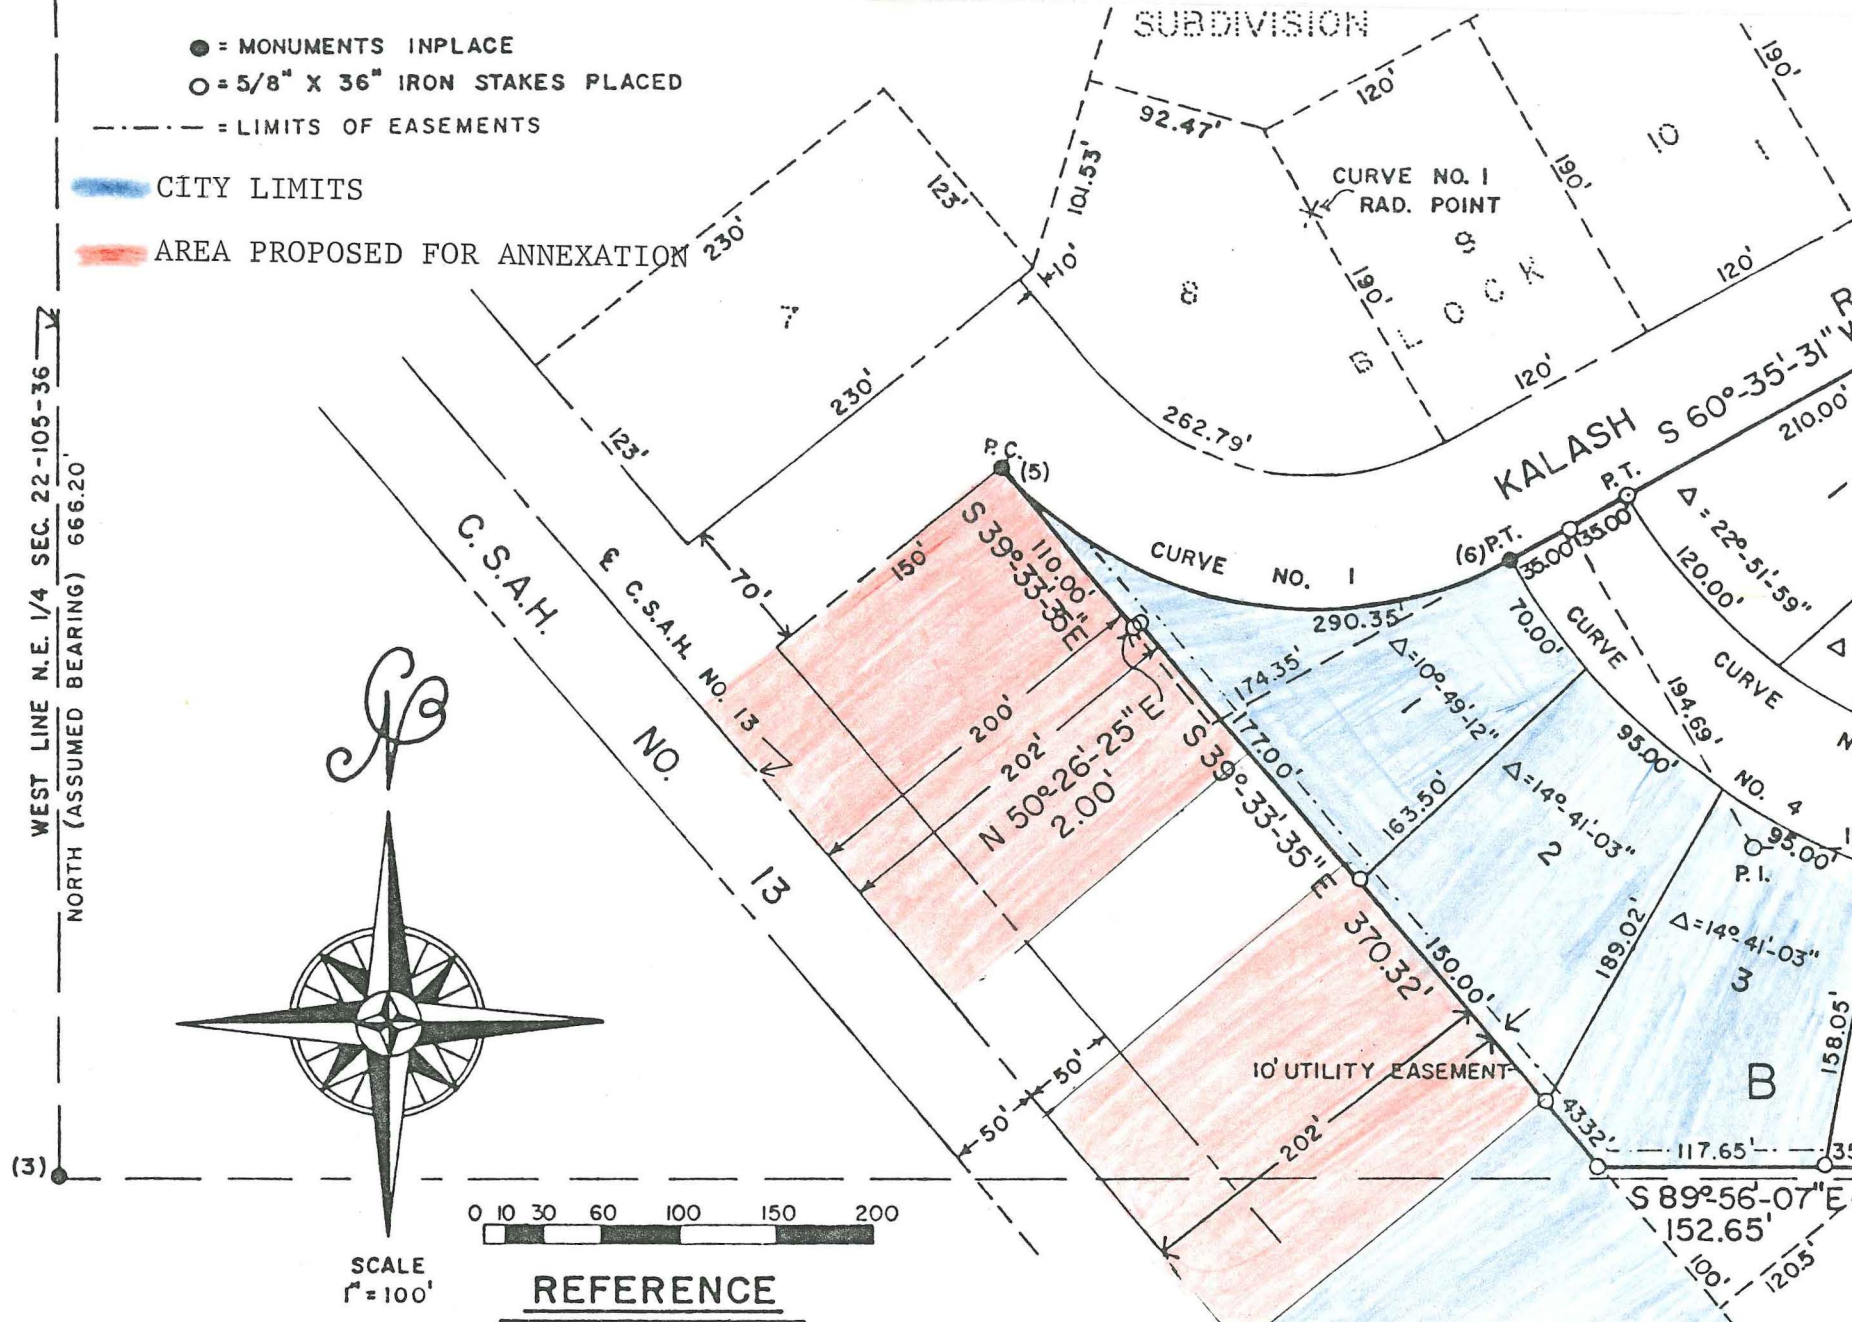 SUBDIVISION
= MONUMENTS INPLACE
= 5/8" X 36" IRON STAKES PLACED
= LIMITS OF EASEMENTS
CITY LIMITS
AREA PROPOSED FOR ANNEXATION
230'
123'
7
230'
123'
92.47'
101.53'
10'
8
262.79'
CURVE NO. 1
RAD. POINT
120'
190'
190'
190'
10
9
BLOCK
120'
120'
KALASH
S 60°-35'-31"
210.00'
WEST LINE N.E. 1/4 SEC. 22-105-36
NORTH (ASSUMED BEARING) 666.20'
(3)
C.S.A.H.
NO.
13
₵ C.S.A.H. NO. 13
70'
150'
P.C.
(5)
S 39°-33'-35"E
110.00'
CURVE NO. 1
290.35'
(6) P.T.
35.00'
135.00'
P.T.
Δ = 22°-51'-59"
120.00'
Δ
1
CURVE
70.00'
CURVE
NO. 4
194.69'
174.35'
Δ=10°-49'-12"
1
177.00'
200'
202'
N 50°-26'-25" E
2.00'
S 39°-33'-35" E
370.32'
163.50'
95.00'
Δ=14°-41'-03"
2
95.00'
P.I.
189.02'
Δ=14°-41'-03"
3
B
158.05'
150.00'
10' UTILITY EASEMENT
202'
50'
50'
43.32'
117.65'
35
S 89°-56'-07"E
152.65'
100'
120.5'
SCALE
1"=100'
0 10 30 60 100 150 200
REFERENCE